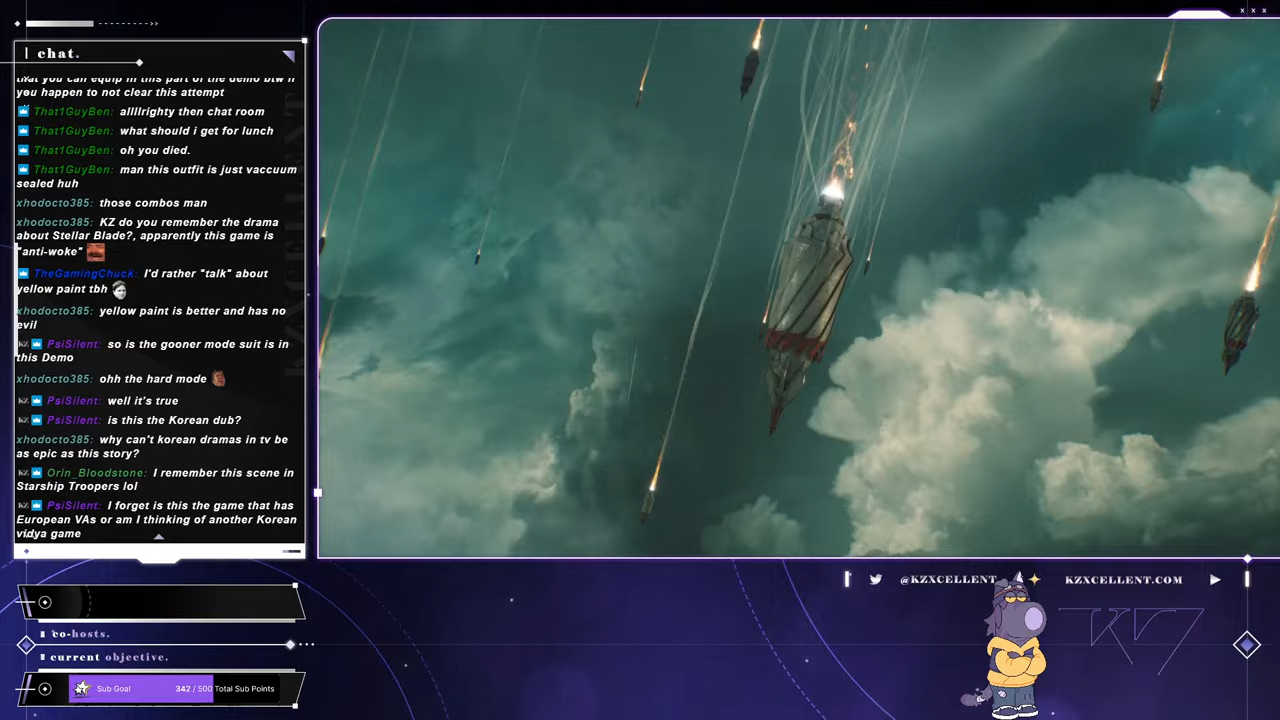 x x x
chat.
that you can equip in this part of the demo btw if
you happen to not clear this attempt
That1GuyBen: allllrighty then chat room
That1GuyBen: what should i get for lunch
That1GuyBen: oh you died.
That1GuyBen: man this outfit is just vaccuum
sealed huh
xhodocto385: those combos man
xhodocto385: KZ do you remember the drama
about Stellar Blade?, apparently this game is
"anti-woke"
TheGamingChuck: I'd rather "talk" about
yellow paint tbh
xhodocto385: yellow paint is better and has no
evil
PsiSilent: so is the gooner mode suit is in
this Demo
xhodocto385: ohh the hard mode
PsiSilent: well it's true
PsiSilent: is this the Korean dub?
xhodocto385: why can't korean dramas in tv be
as epic as this story?
Orin_Bloodstone: I remember this scene in
Starship Troopers lol
PsiSilent: I forget is this the game that has
European VAs or am I thinking of another Korean
vidya game
@KZXCELLENT
KZXCELLENT.COM
KZ
co-hosts.
current objective.
Sub Goal 342 / 500 Total Sub Points